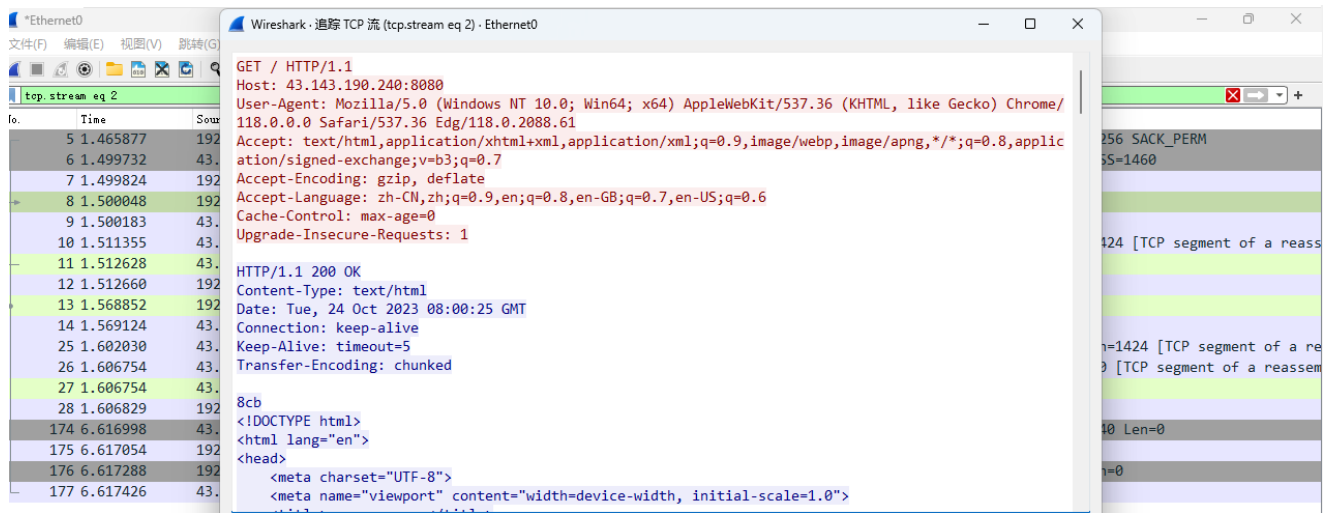 *Ethernet0
Wireshark · 追踪 TCP 流 (tcp.stream eq 2) · Ethernet0
文件(F) 编辑(E) 视图(V) 跳转(G)
tcp.stream eq 2
Time
5 1.465877 192
256 SACK_PERM
6 1.499732 43.
SS=1460
7 1.499824 192
8 1.500048 192
9 1.500183 43.
10 1.511355 43.
424 [TCP segment of a reass
11 1.512628 43.
12 1.512660 192
13 1.568852 192
14 1.569124 43.
25 1.602030 43.
n=1424 [TCP segment of a re
26 1.606754 43.
[TCP segment of a reassem
27 1.606754 43.
28 1.606829 192
174 6.616998 43.
40 Len=0
175 6.617054 192
176 6.617288 192
n=0
177 6.617426 43.
GET / HTTP/1.1
Host: 43.143.190.240:8080
User-Agent: Mozilla/5.0 (Windows NT 10.0; Win64; x64) AppleWebKit/537.36 (KHTML, like Gecko) Chrome/
118.0.0.0 Safari/537.36 Edg/118.0.2088.61
Accept: text/html,application/xhtml+xml,application/xml;q=0.9,image/webp,image/apng,*/*;q=0.8,applic
ation/signed-exchange;v=b3;q=0.7
Accept-Encoding: gzip, deflate
Accept-Language: zh-CN,zh;q=0.9,en;q=0.8,en-GB;q=0.7,en-US;q=0.6
Cache-Control: max-age=0
Upgrade-Insecure-Requests: 1
HTTP/1.1 200 OK
Content-Type: text/html
Date: Tue, 24 Oct 2023 08:00:25 GMT
Connection: keep-alive
Keep-Alive: timeout=5
Transfer-Encoding: chunked
8cb
<!DOCTYPE html>
<html lang="en">
<head>
<meta charset="UTF-8">
<meta name="viewport" content="width=device-width, initial-scale=1.0">